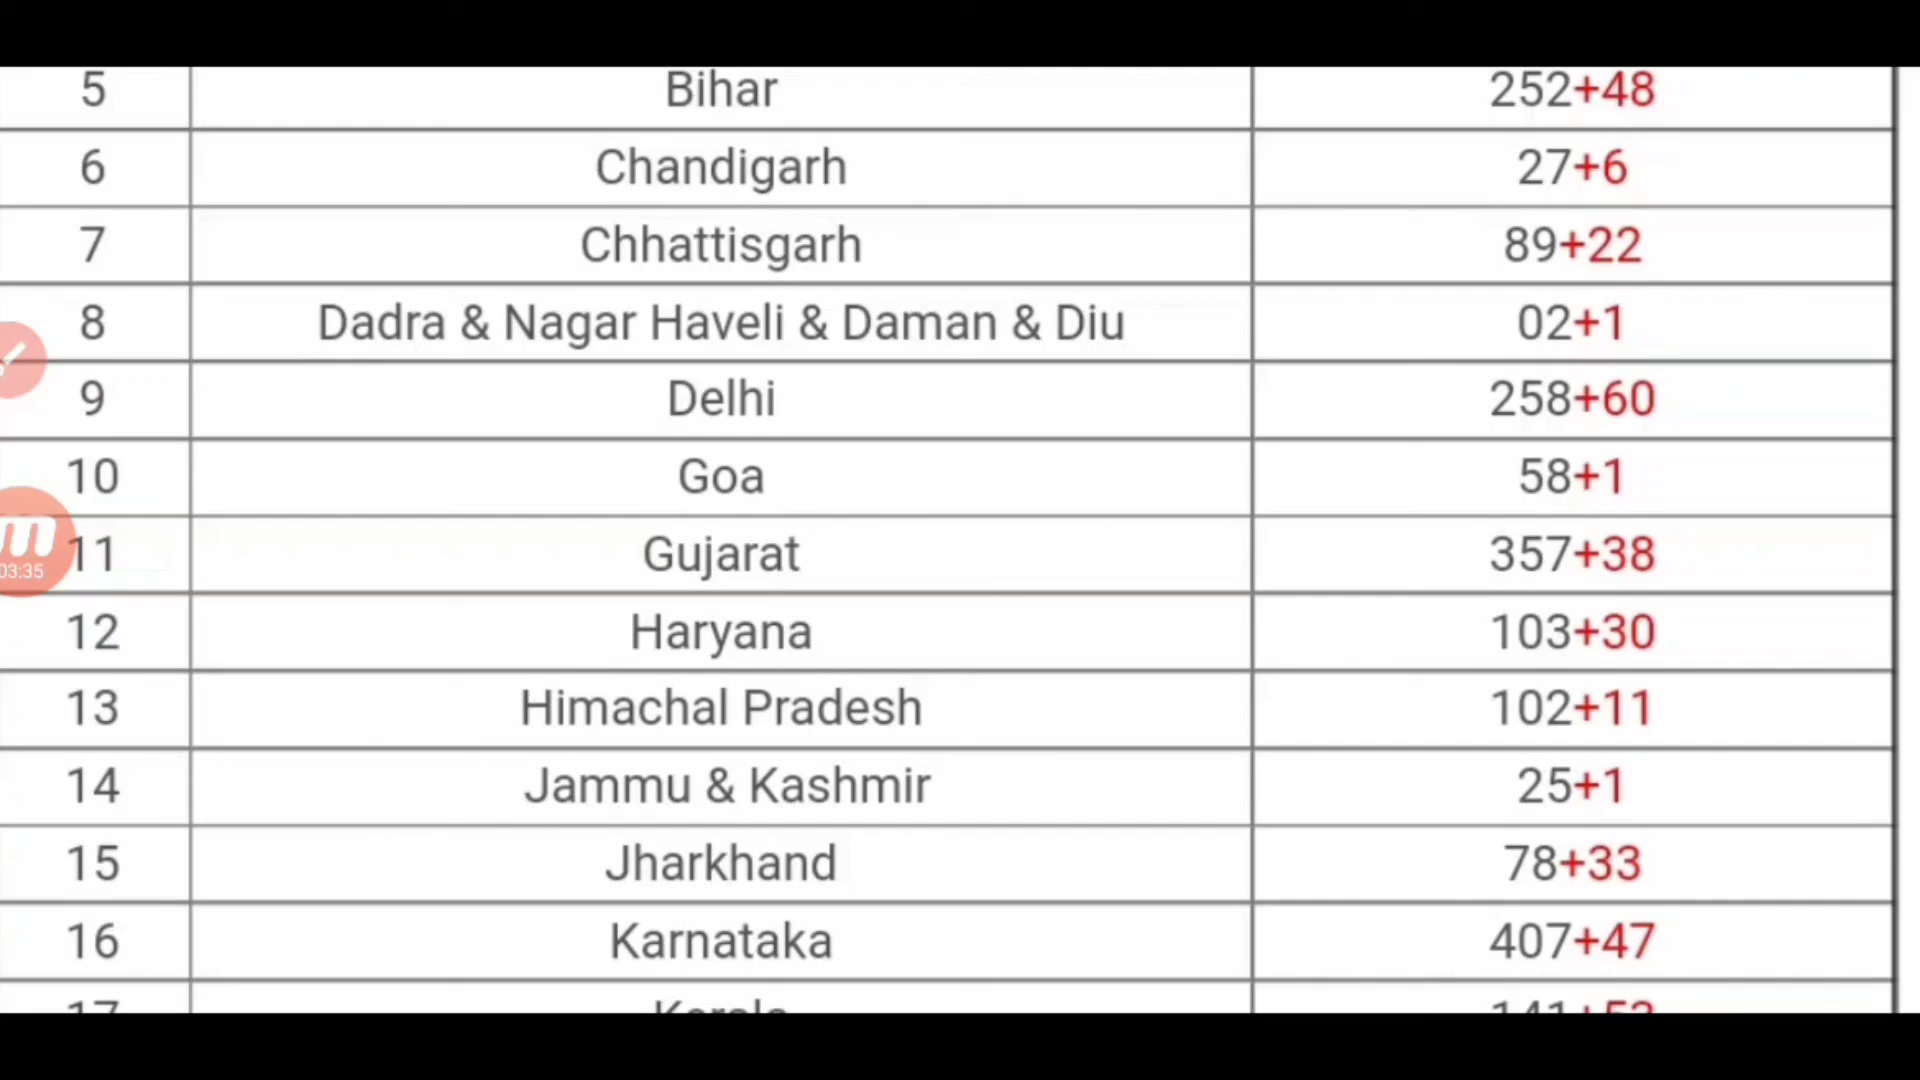 5 Bihar 252+48
6 Chandigarh 27+6
7 Chhattisgarh 89+22
8 Dadra & Nagar Haveli & Daman & Diu 02+1
9 Delhi 258+60
10 Goa 58+1
11 Gujarat 357+38
m
03:35
12 Haryana 103+30
13 Himachal Pradesh 102+11
14 Jammu & Kashmir 25+1
15 Jharkhand 78+33
16 Karnataka 407+47
17 Kerala